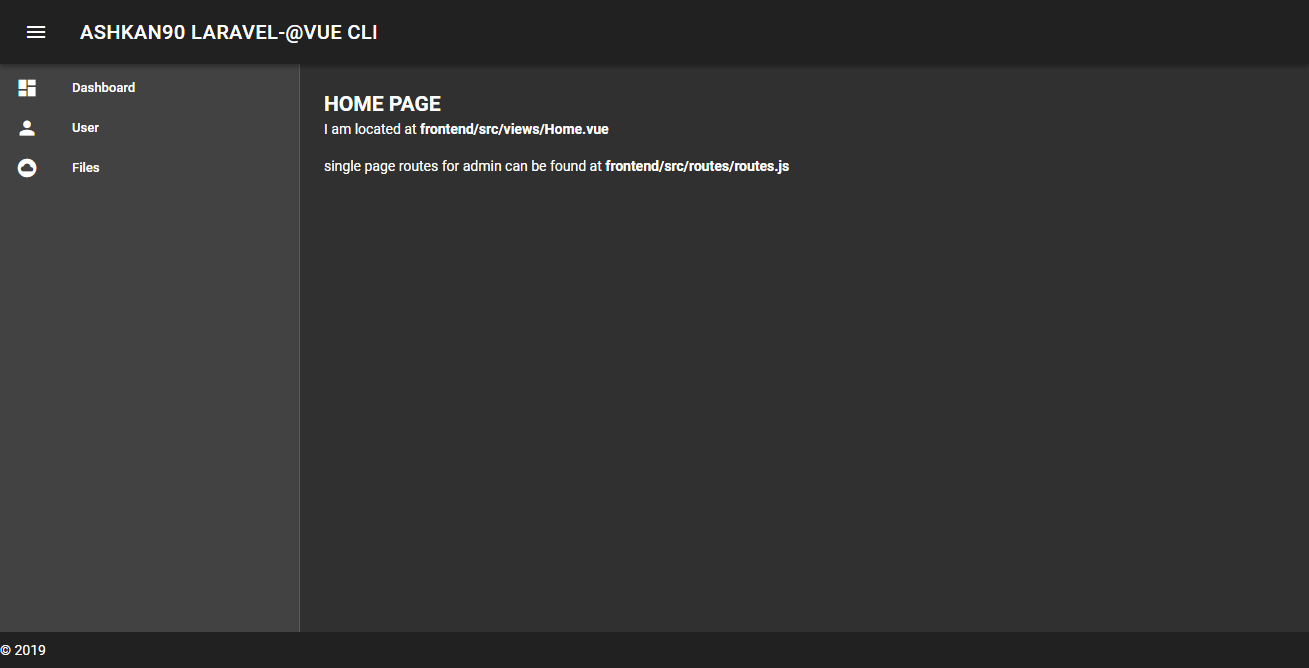 ASHKAN90 LARAVEL-@VUE CLI
Dashboard
User
Files
HOME PAGE
I am located at frontend/src/views/Home.vue
single page routes for admin can be found at frontend/src/routes/routes.js
© 2019